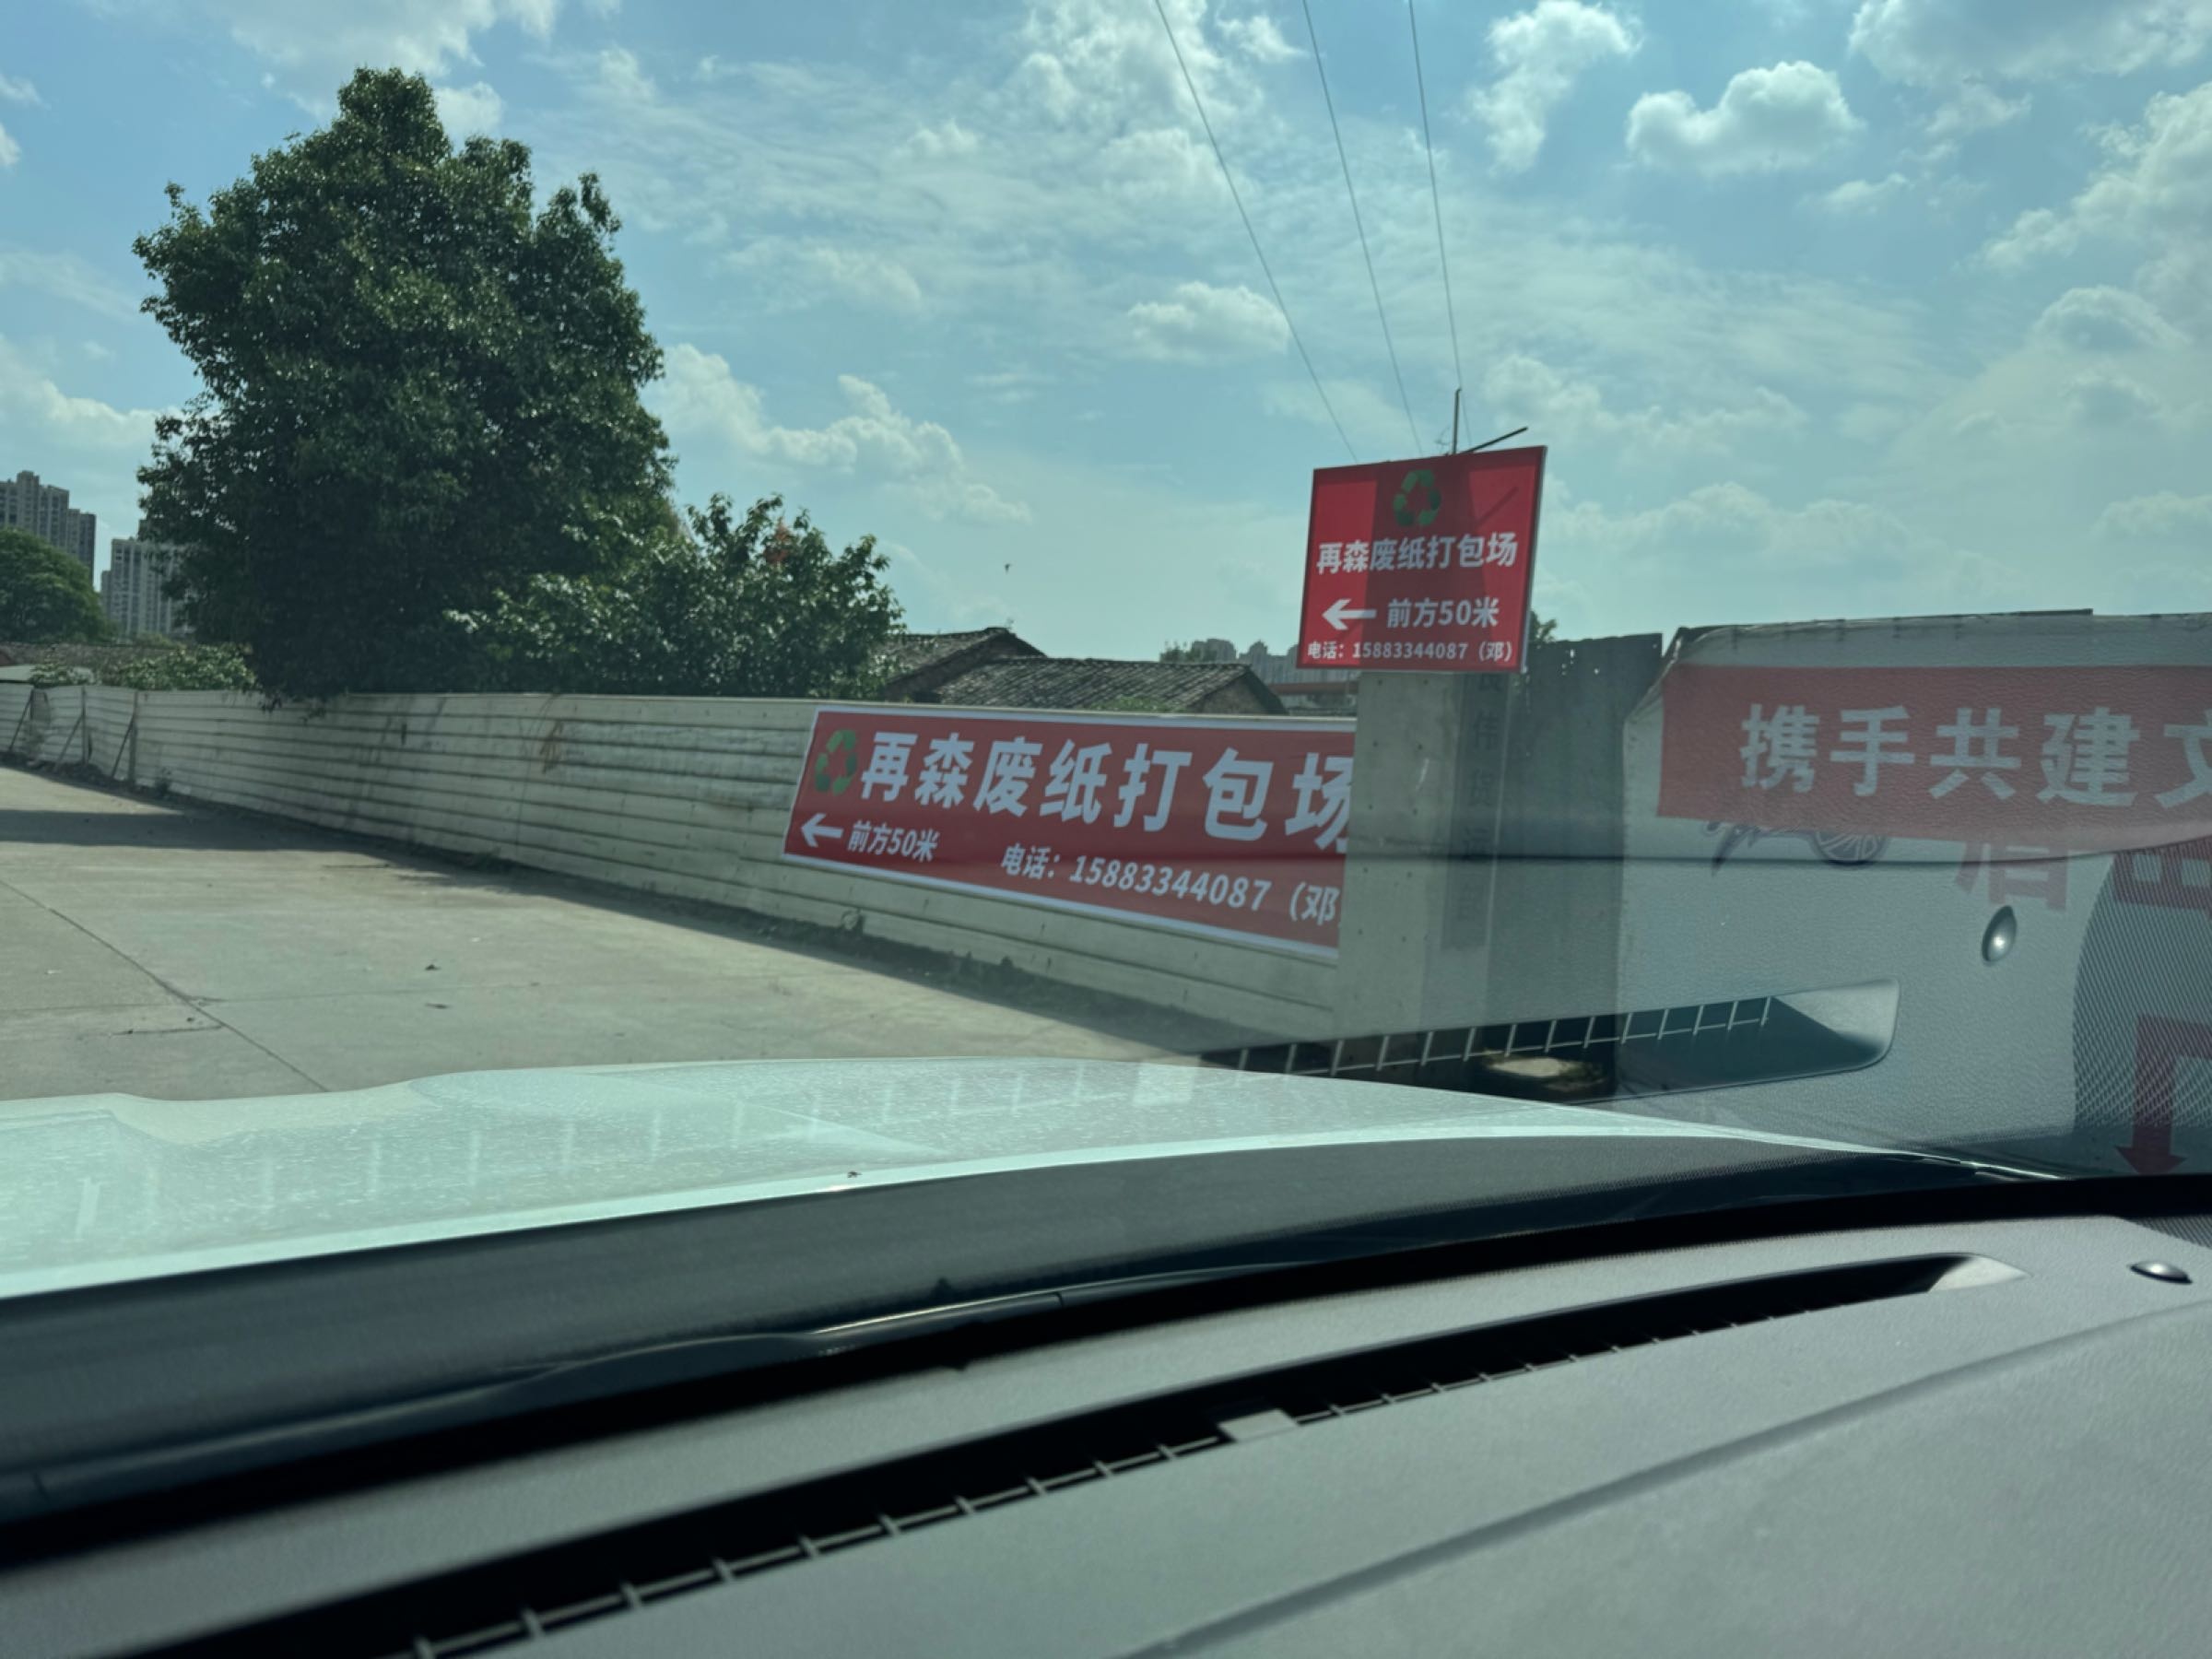 再森废纸打包场
← 前方50米
电话：15883344087（邓）
再森废纸打包场
← 前方50米 电话：15883344087（邓
携手共建文